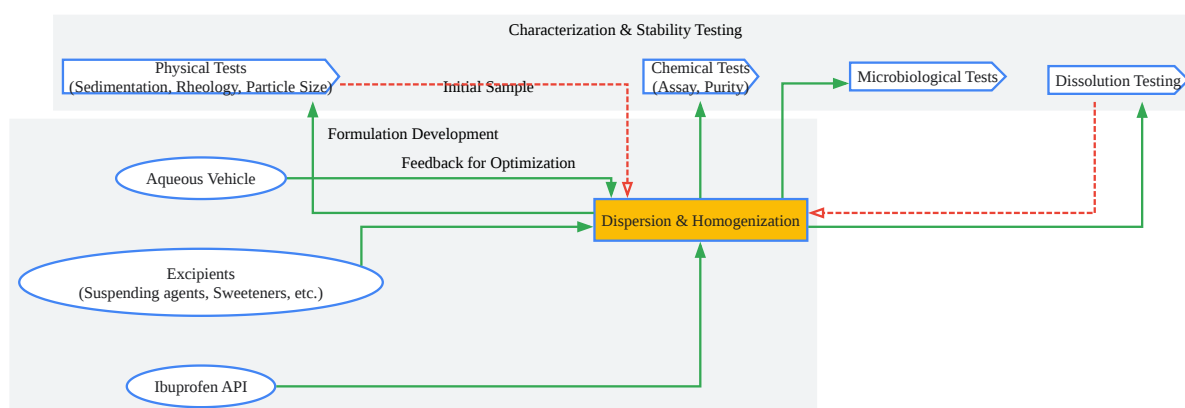 Characterization & Stability Testing
Physical Tests
(Sedimentation, Rheology, Particle Size)
Initial Sample
Chemical Tests
(Assay, Purity)
Microbiological Tests
Dissolution Testing
Formulation Development
Feedback for Optimization
Aqueous Vehicle
Dispersion & Homogenization
Excipients
(Suspending agents, Sweeteners, etc.)
Ibuprofen API